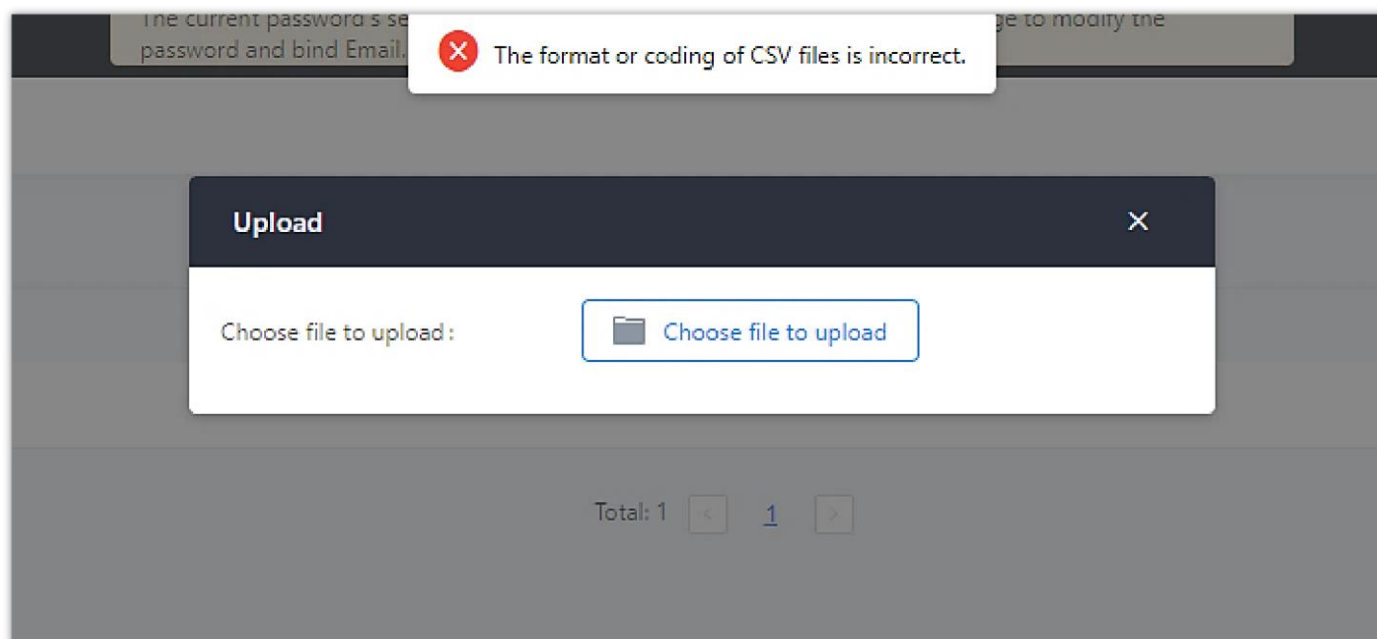 The current password's se
ge to modify the
password and bind Email.
The format or coding of CSV files is incorrect.
Upload
Choose file to upload:
Choose file to upload
Total: 1 < 1 >